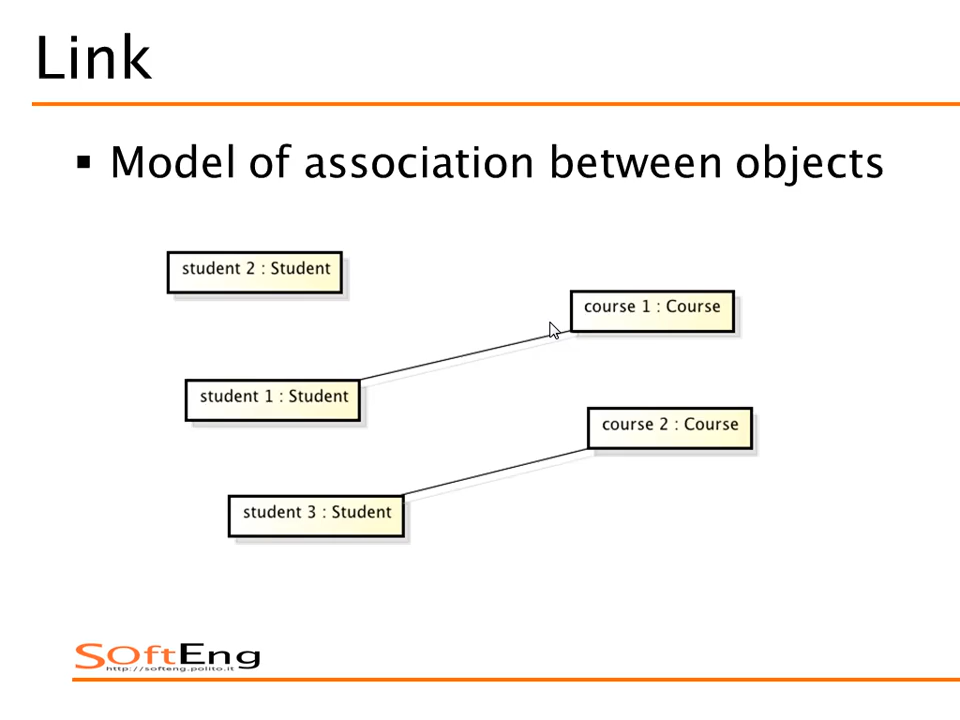 Link
▪ Model of association between objects
student 2 : Student
course 1 : Course
student 1 : Student
course 2 : Course
student 3 : Student
SOftEng
http://softeng.polito.it